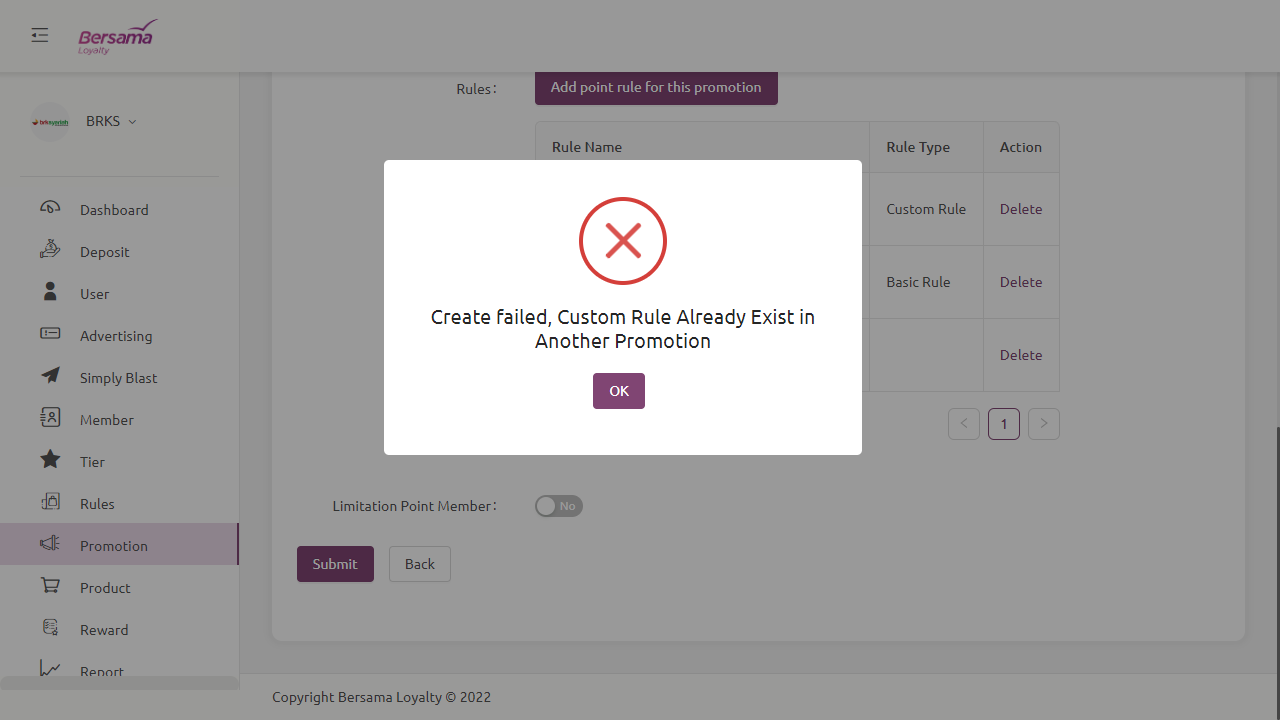 Bersama
Loyalty
BRKS
Dashboard
Deposit
User
Advertising
Simply Blast
Member
Tier
Rules
Promotion
Product
Reward
Report
Rules:
Add point rule for this promotion
Rule Name
Rule Type
Action
Custom Rule
Delete
Basic Rule
Delete
Delete
1
Create failed, Custom Rule Already Exist in
Another Promotion
OK
Limitation Point Member:
No
Submit
Back
Copyright Bersama Loyalty © 2022